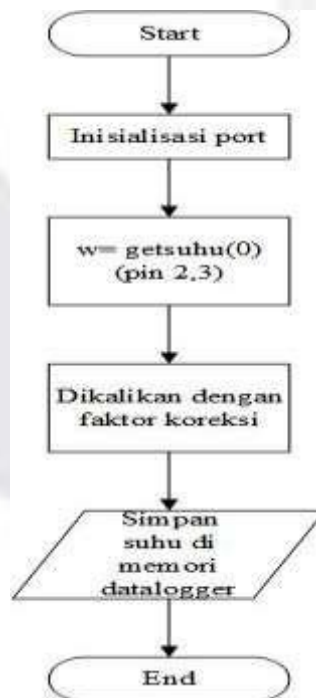 Start
Inisialisasi port
w= getsuhu(0)
(pin 2,3)
Dikalikan dengan
faktor koreksi
Simpan
suhu di
memori
datalogger
End